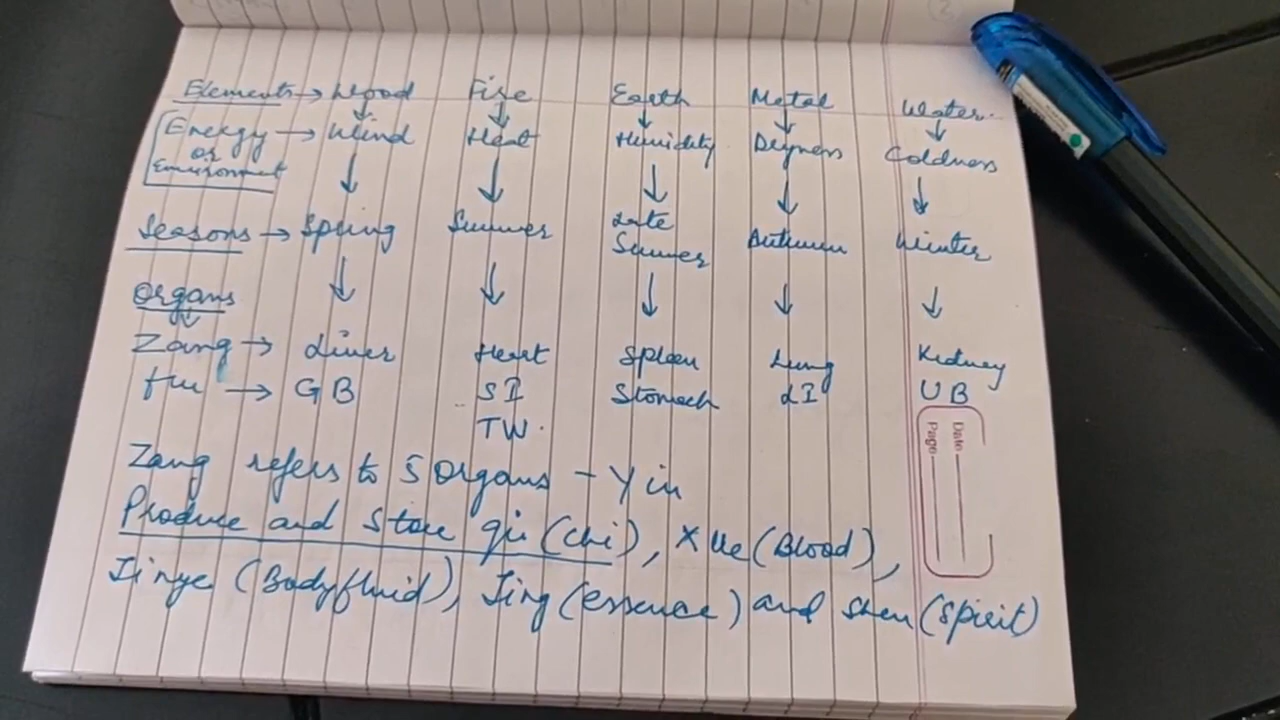 Elements → Wood Fire Earth Metal Water
Energy → Wind Heat Humidity Dryness Coldness
or
Environment
Seasons → Spring Summer Late Summer Autumn Winter
Organs
Zang → Liver Heart Spleen Lung Kidney
fu → GB SI Stomach LI UB
TW
Zang refers to 5 organs - Yin
Produce and store qi (chi), Xue (Blood),
Jinye (Bodyfluid), Jing (essence) and shen (spirit)
Date
Page